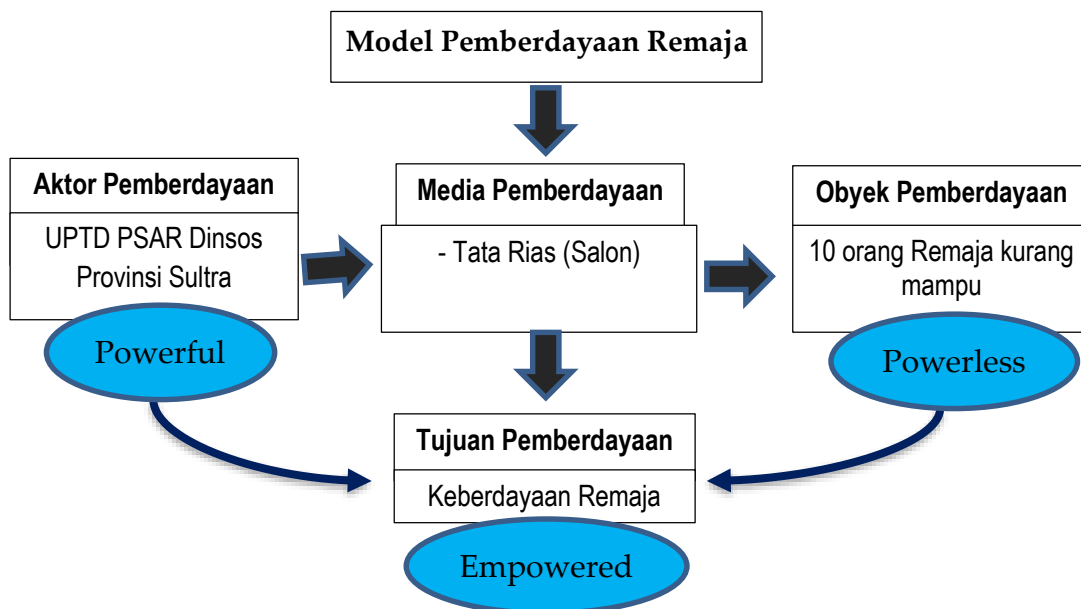 Model Pemberdayaan Remaja
Aktor Pemberdayaan
UPTD PSAR Dinsos
Provinsi Sultra
Powerful
Media Pemberdayaan
- Tata Rias (Salon)
Obyek Pemberdayaan
10 orang Remaja kurang
mampu
Powerless
Tujuan Pemberdayaan
Keberdayaan Remaja
Empowered